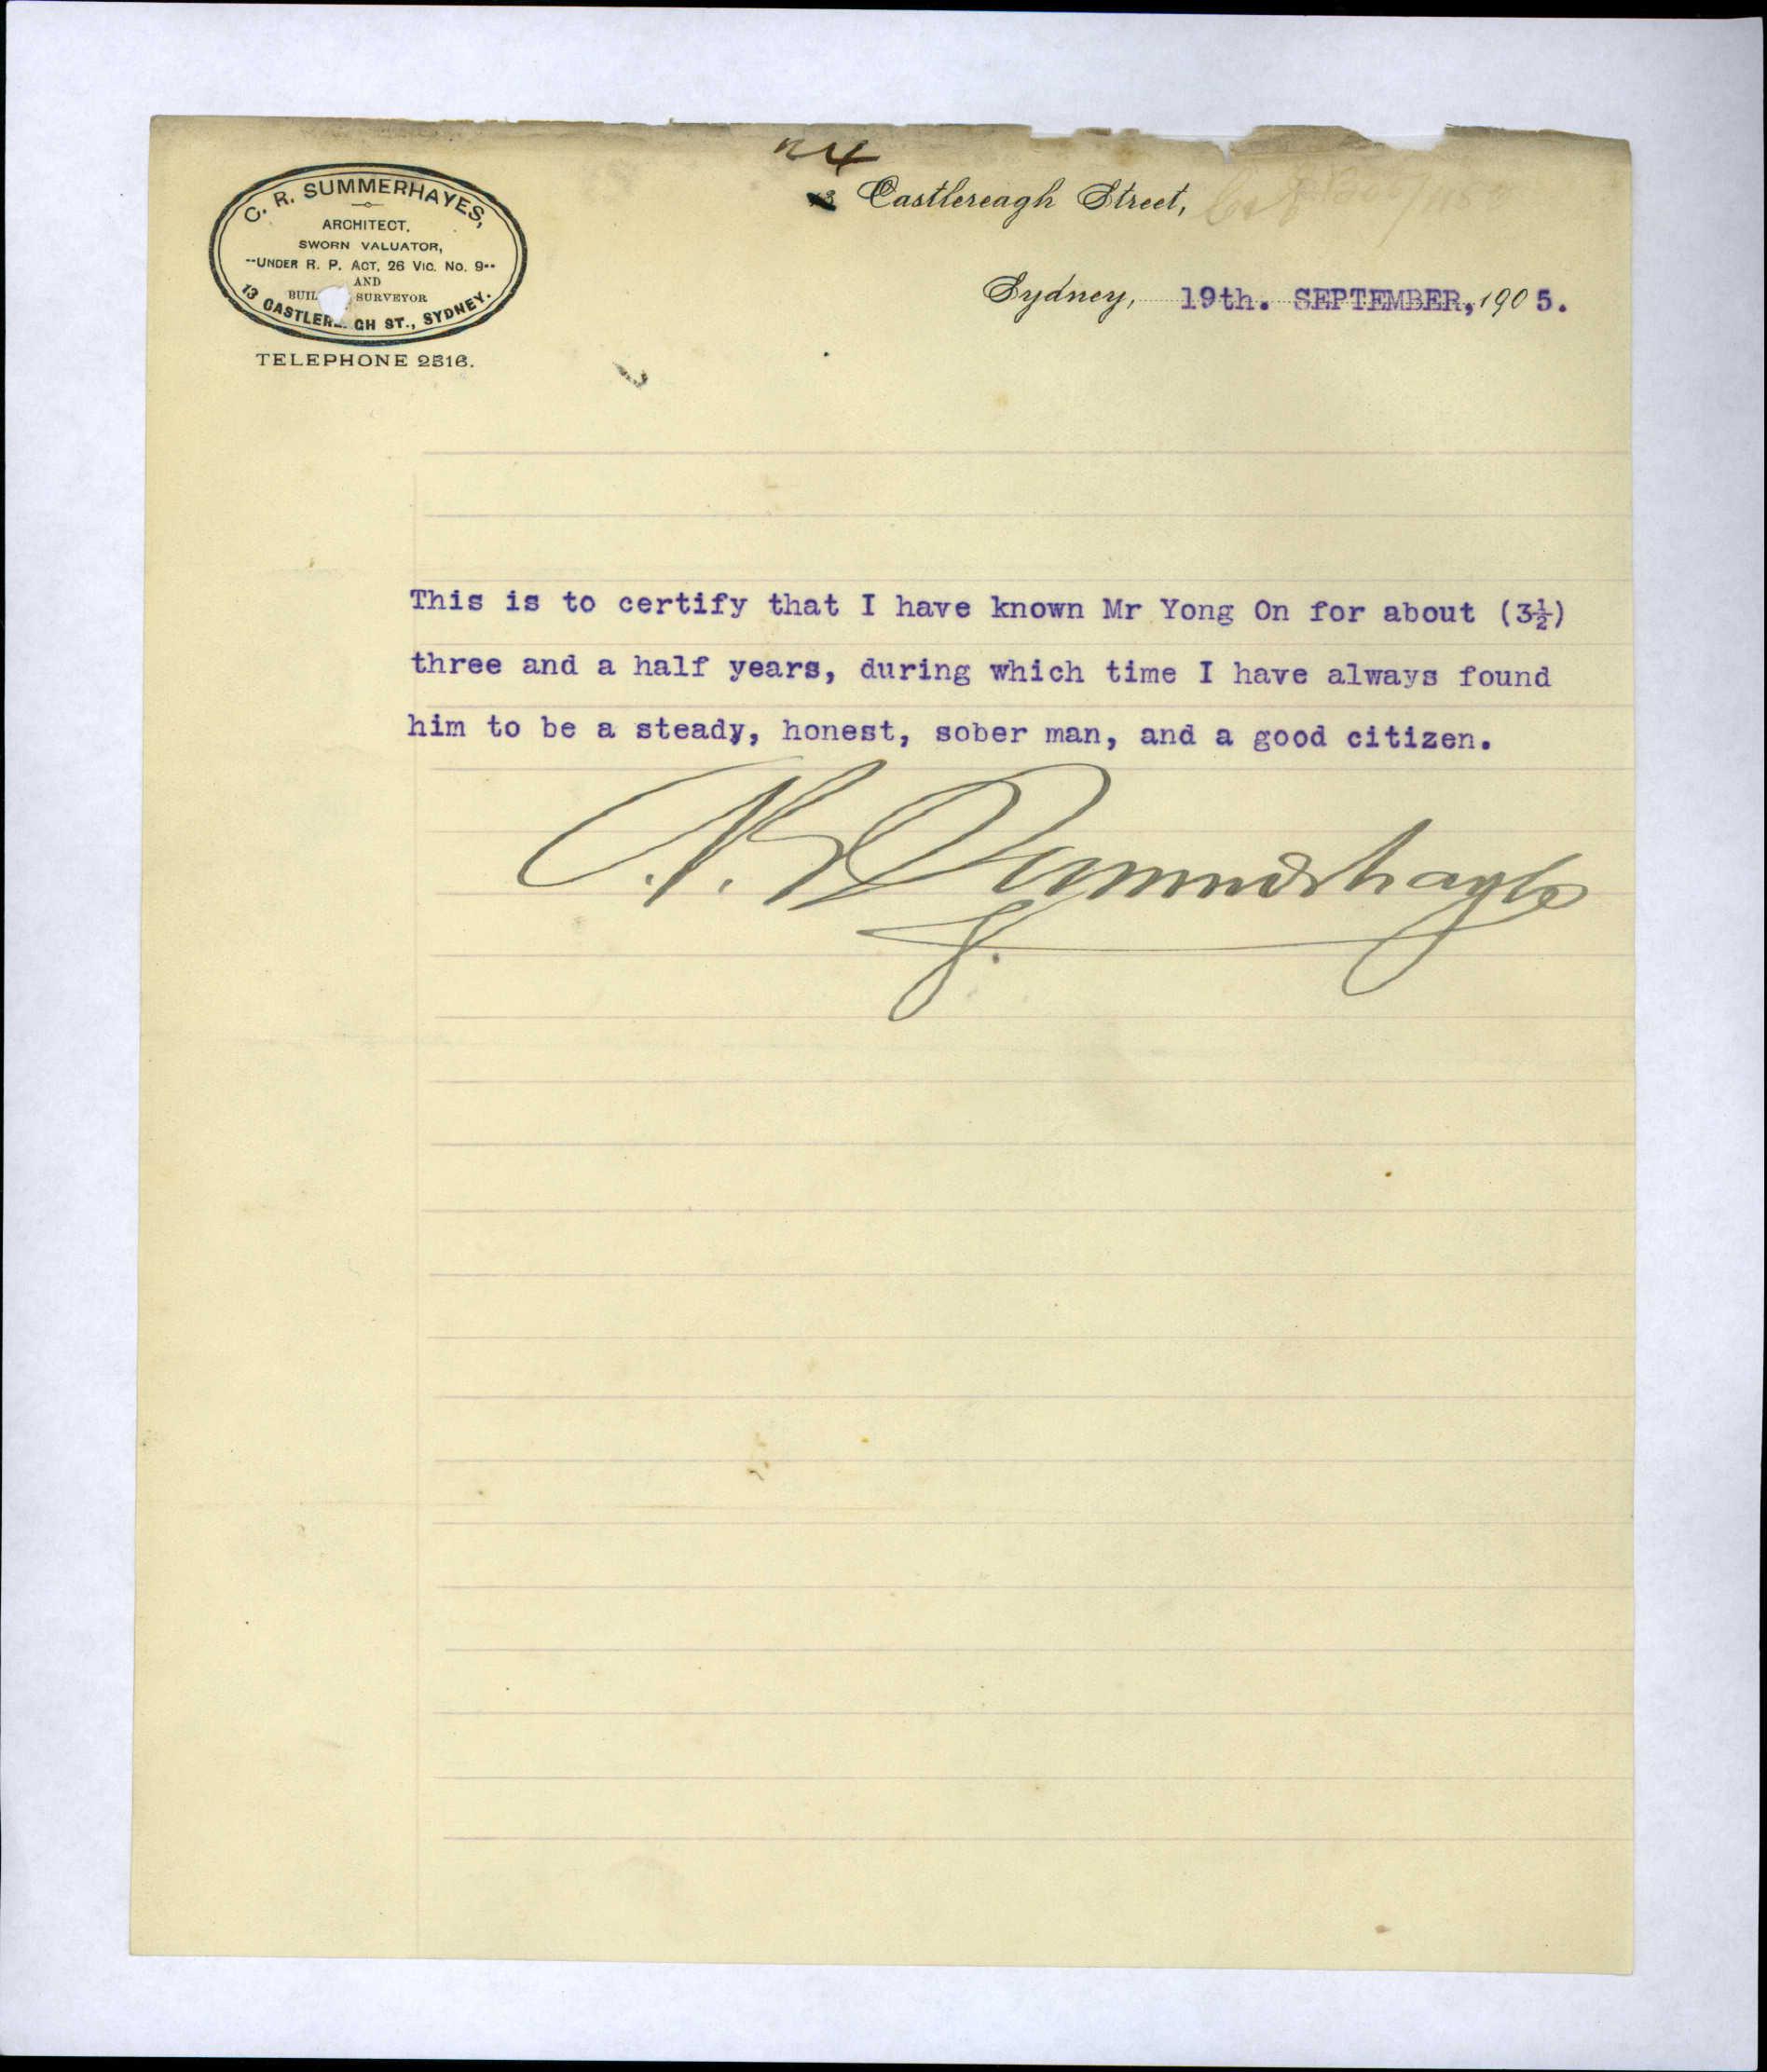 C. R. SUMMERHAYES,
ARCHITECT,
SWORN VALUATOR,
--UNDER R. P. ACT, 26 VIC. NO. 9--
AND
BUIL SURVEYOR
13 CASTLER GH ST., SYDNEY.
TELEPHONE 2516.
Castlereagh Street,
Sydney, 19th. SEPTEMBER, 1905.
This is to certify that I have known Mr Yong On for about (3½)
three and a half years, during which time I have always found
him to be a steady, honest, sober man, and a good citizen.
C. R. Summerhayes